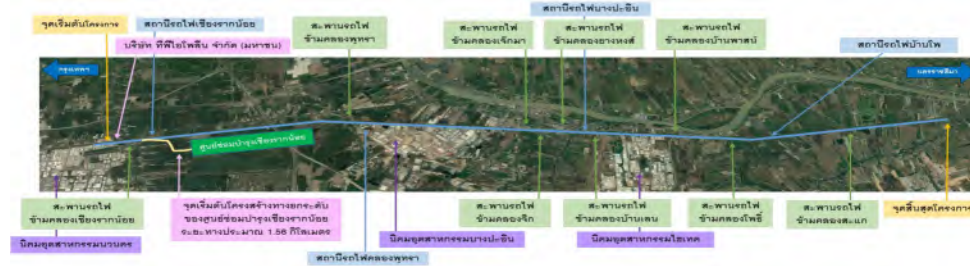 จุดเริ่มต้นโครงการ
สถานีรถไฟเชียงรากน้อย
บริษัท ทีพีไอโพลีน จำกัด (มหาชน)
สะพานรถไฟ
ข้ามคลองพุทรา
สะพานรถไฟ
ข้ามคลองเจ๊กมา
สถานีรถไฟบางปะอิน
สะพานรถไฟ
ข้ามคลองยางหงส์
สะพานรถไฟ
ข้ามคลองบ้านพาสน์
สถานีรถไฟบ้านโพ
กรุงเทพฯ
นครราชสีมา
ศูนย์ซ่อมบำรุงเชียงรากน้อย
สะพานรถไฟ
ข้ามคลองเชียงรากน้อย
นิคมอุตสาหกรรมนวนคร
จุดเริ่มต้นโครงสร้างทางยกระดับ
ของศูนย์ซ่อมบำรุงเชียงรากน้อย
ระยะทางประมาณ 1.56 กิโลเมตร
สถานีรถไฟคลองพุทรา
นิคมอุตสาหกรรมบางปะอิน
สะพานรถไฟ
ข้ามคลองจิก
สะพานรถไฟ
ข้ามคลองบ้านเลน
นิคมอุตสาหกรรมไฮเทค
สะพานรถไฟ
ข้ามคลองโพธิ์
สะพานรถไฟ
ข้ามคลองสะแก
จุดสิ้นสุดโครงการ